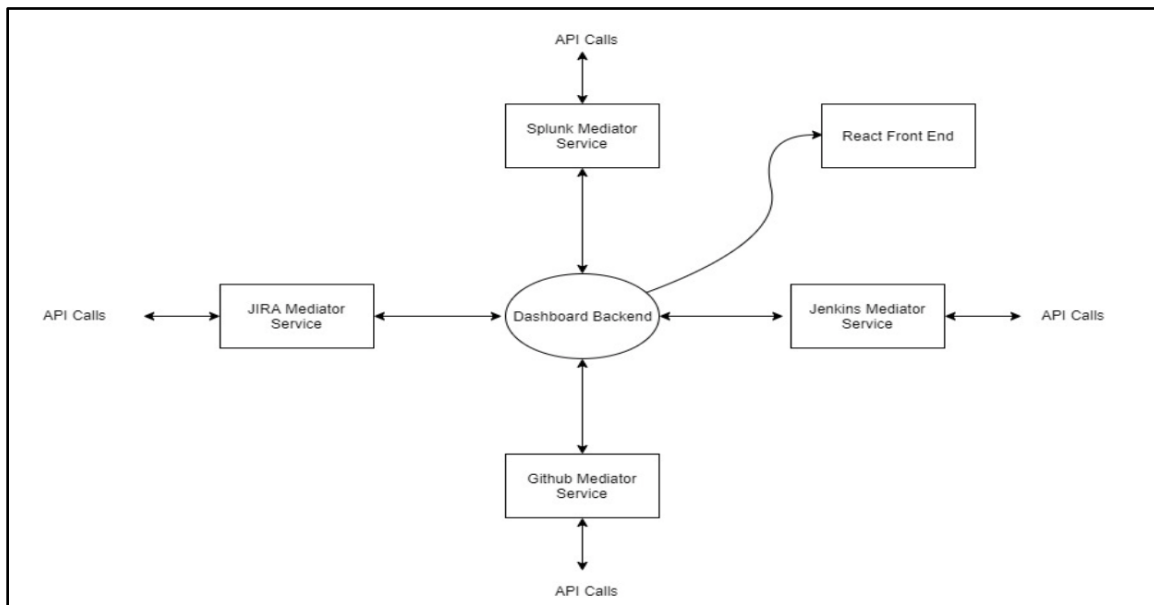 API Calls
Splunk Mediator
Service
React Front End
API Calls
JIRA Mediator
Service
Dashboard Backend
Jenkins Mediator
Service
API Calls
Github Mediator
Service
API Calls